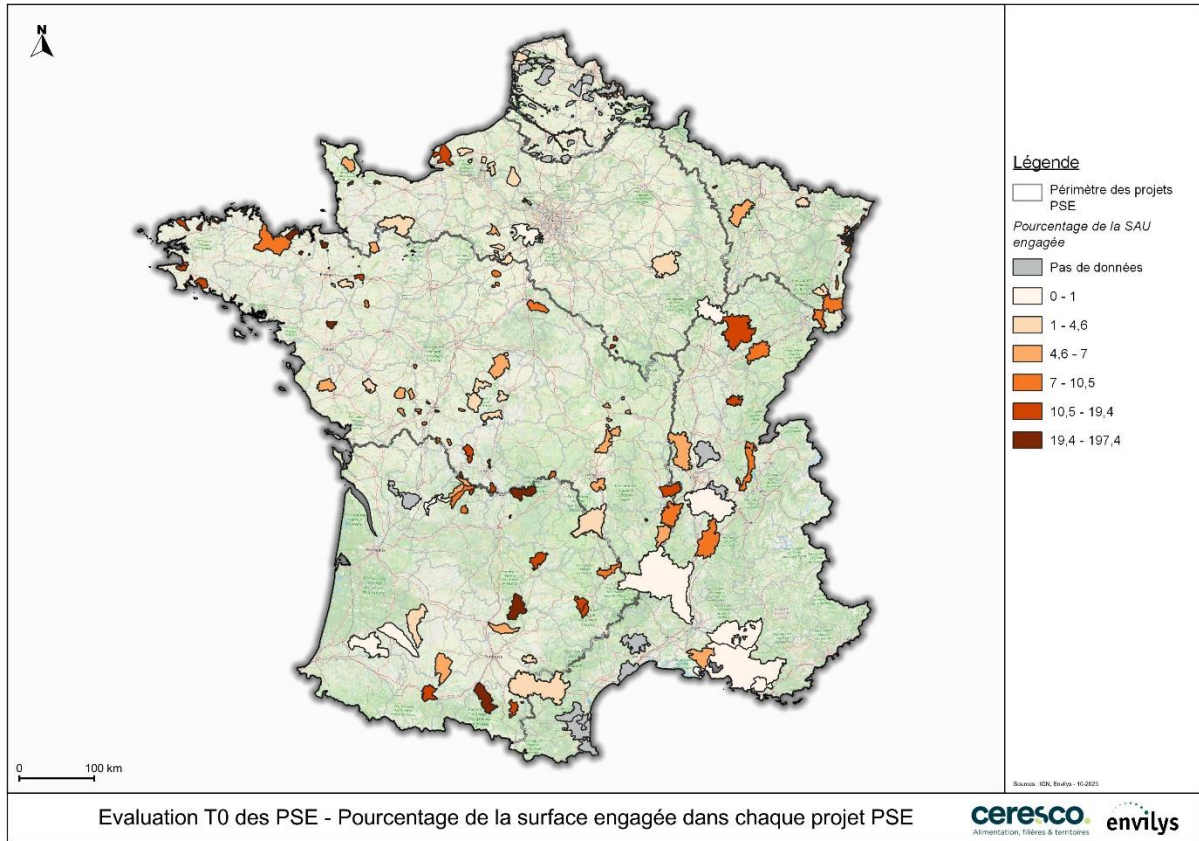 N
Légende
Périmètre des projets
PSE
Pourcentage de la SAU
engagée
Pas de données
0 - 1
1 - 4,6
4,6 - 7
7 - 10,5
10,5 - 19,4
19,4 - 197,4
0 100 km
Sources : IGN, Envilys - 10-2023
Evaluation T0 des PSE - Pourcentage de la surface engagée dans chaque projet PSE
ceresco
Alimentation, filières & territoires
envilys